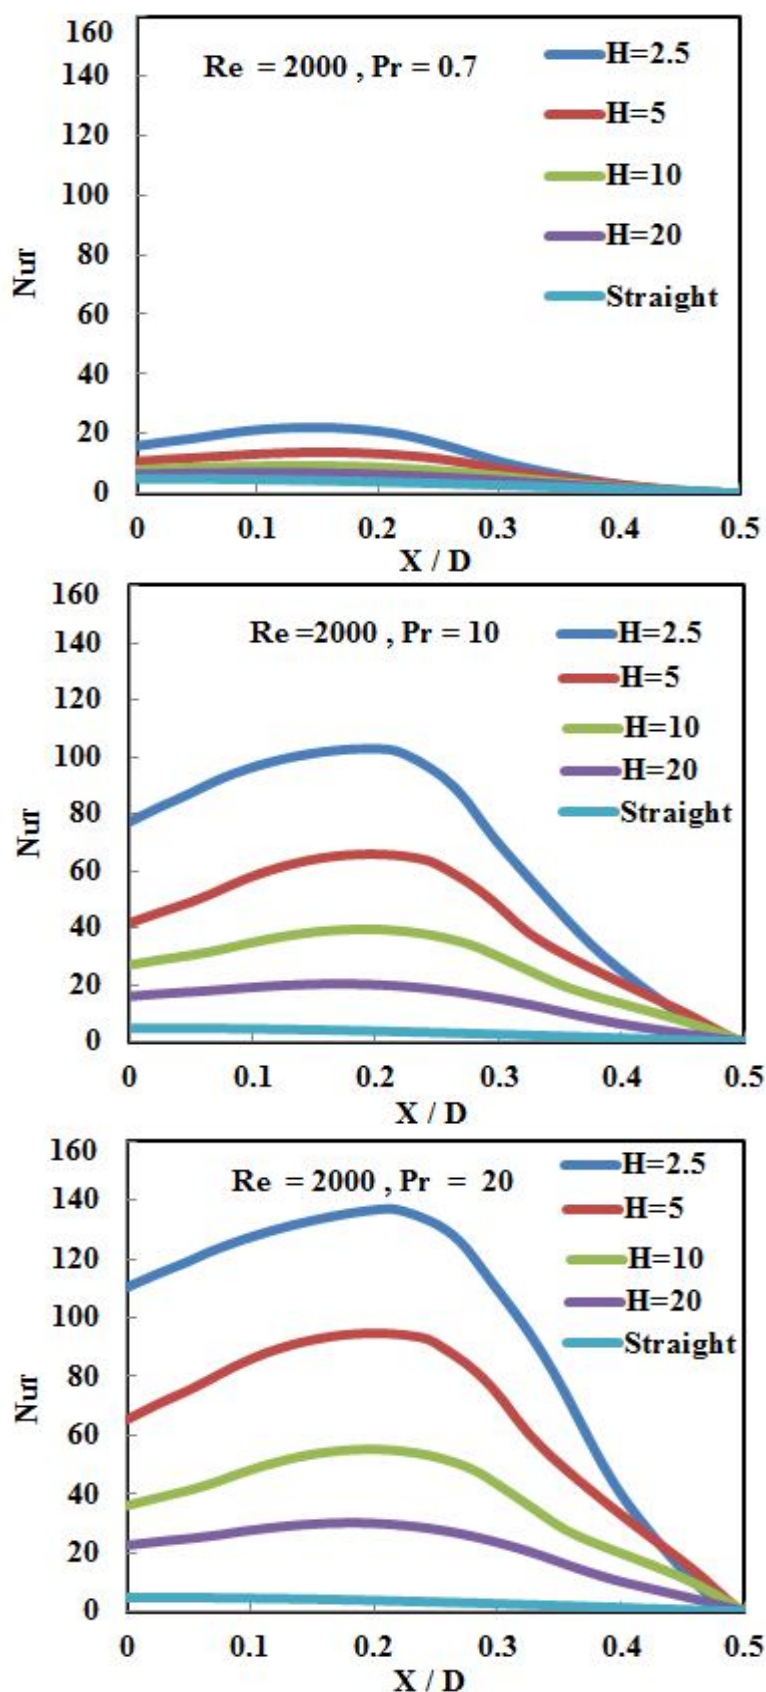 160
Re = 2000 , Pr = 0.7
H=2.5
140
H=5
120
H=10
100
H=20
80
Nur
Straight
60
40
20
0
0 0.1 0.2 0.3 0.4 0.5
X / D
160
Re =2000 , Pr = 10
H=2.5
140
H=5
120
H=10
100
H=20
80
Straight
Nur
60
40
20
0
0 0.1 0.2 0.3 0.4 0.5
X / D
160
H=2.5
Re = 2000 , Pr = 20
140
H=5
120
H=10
100
H=20
Straight
80
Nur
60
40
20
0
0 0.1 0.2 0.3 0.4 0.5
X / D